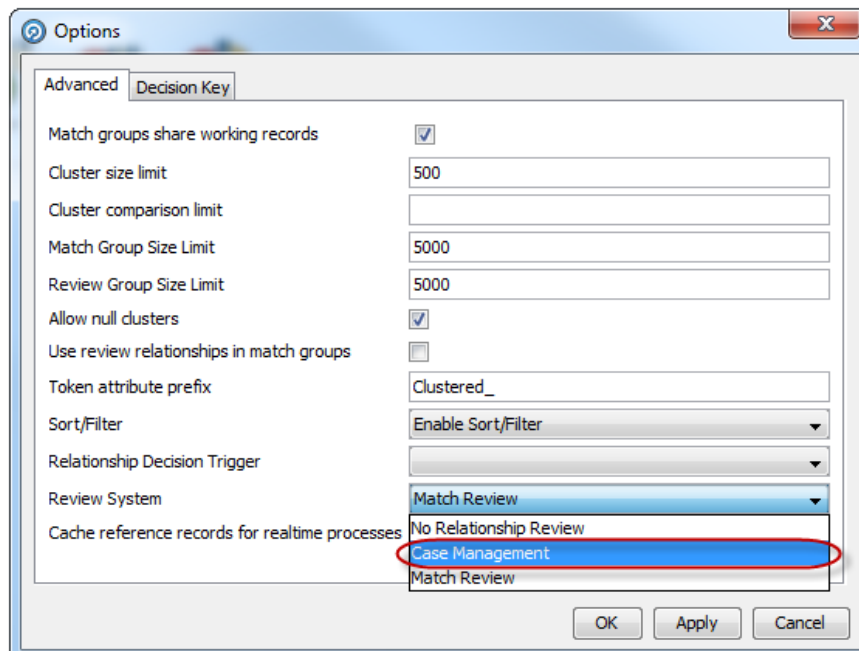 Options
Advanced Decision Key
Match groups share working records
Cluster size limit 500
Cluster comparison limit
Match Group Size Limit 5000
Review Group Size Limit 5000
Allow null clusters
Use review relationships in match groups
Token attribute prefix Clustered_
Sort/Filter Enable Sort/Filter
Relationship Decision Trigger
Review System Match Review
Cache reference records for realtime processes No Relationship Review
Case Management
Match Review
OK Apply Cancel